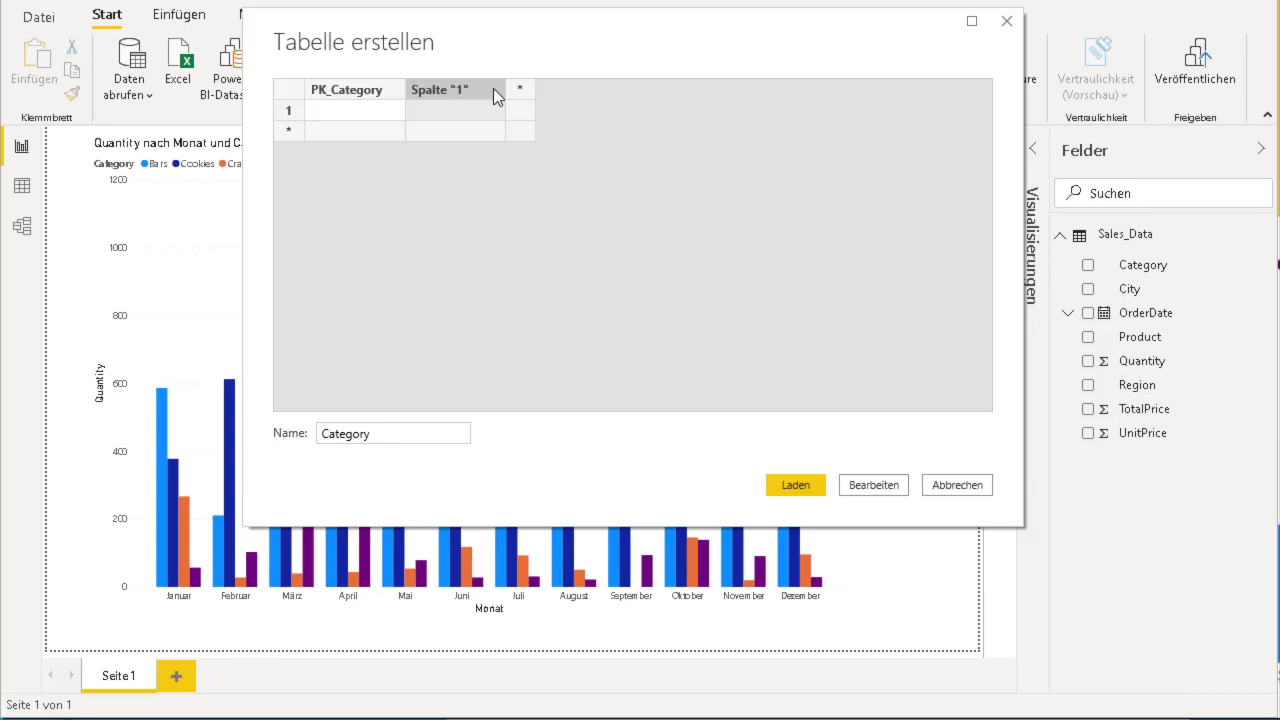 Datei
Start
Einfügen
Einfügen
Daten
abrufen
Excel
Power
BI-Datas
Klemmbrett
Vertraulichkeit
(Vorschau)
Vertraulichkeit
Veröffentlichen
Freigeben
Tabelle erstellen
PK_Category
Spalte "1"
*
1
*
Name:
Category
Laden
Bearbeiten
Abbrechen
Quantity nach Monat und C
Category
Bars
Cookies
Cra
1200
1000
800
600
400
200
0
Quantity
Januar
Februar
März
April
Mai
Juni
Juli
August
September
Oktober
November
Dezember
Monat
Visualisierungen
Felder
Suchen
Sales_Data
Category
City
OrderDate
Product
Σ Quantity
Region
Σ TotalPrice
Σ UnitPrice
Seite 1
+
Seite 1 von 1